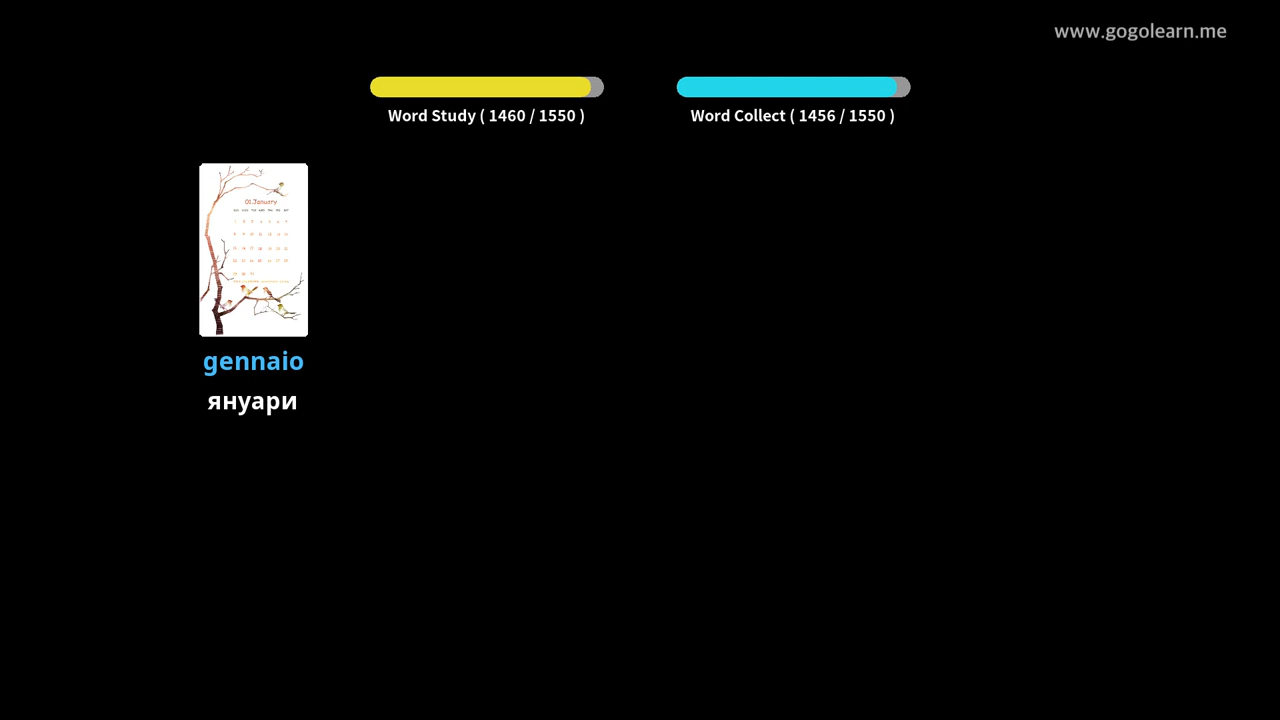 www.gogolearn.me
Word Study ( 1460 / 1550 )
Word Collect ( 1456 / 1550 )
01.January
gennaio
януари